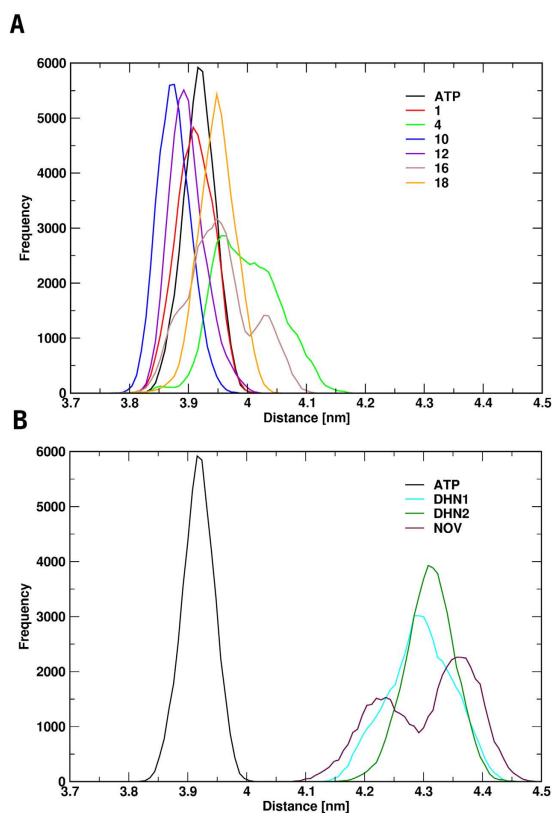 A
6000
5000
4000
3000
2000
1000
0
Frequency
ATP
1
4
10
12
16
18
3.7 3.8 3.9 4 4.1 4.2 4.3 4.4 4.5
Distance [nm]
B
6000
5000
4000
3000
2000
1000
0
Frequency
ATP
DHN1
DHN2
NOV
3.7 3.8 3.9 4 4.1 4.2 4.3 4.4 4.5
Distance [nm]